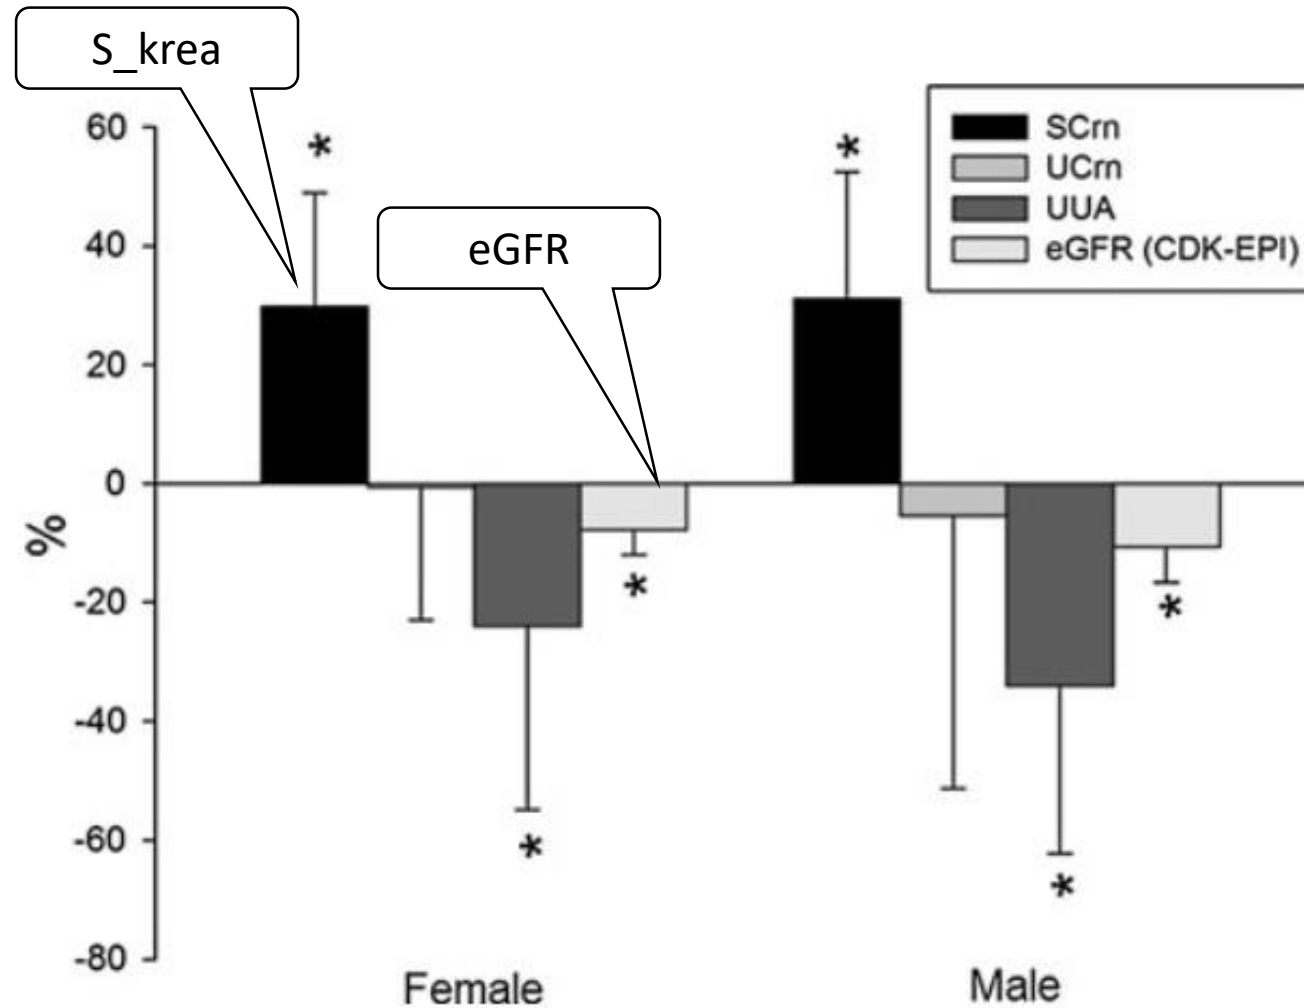 S_krea
eGFR
SCrn
UCrn
UUA
eGFR (CDK-EPI)
60
40
20
0
-20
-40
-60
-80
%
*
*
*
*
*
*
Female
Male